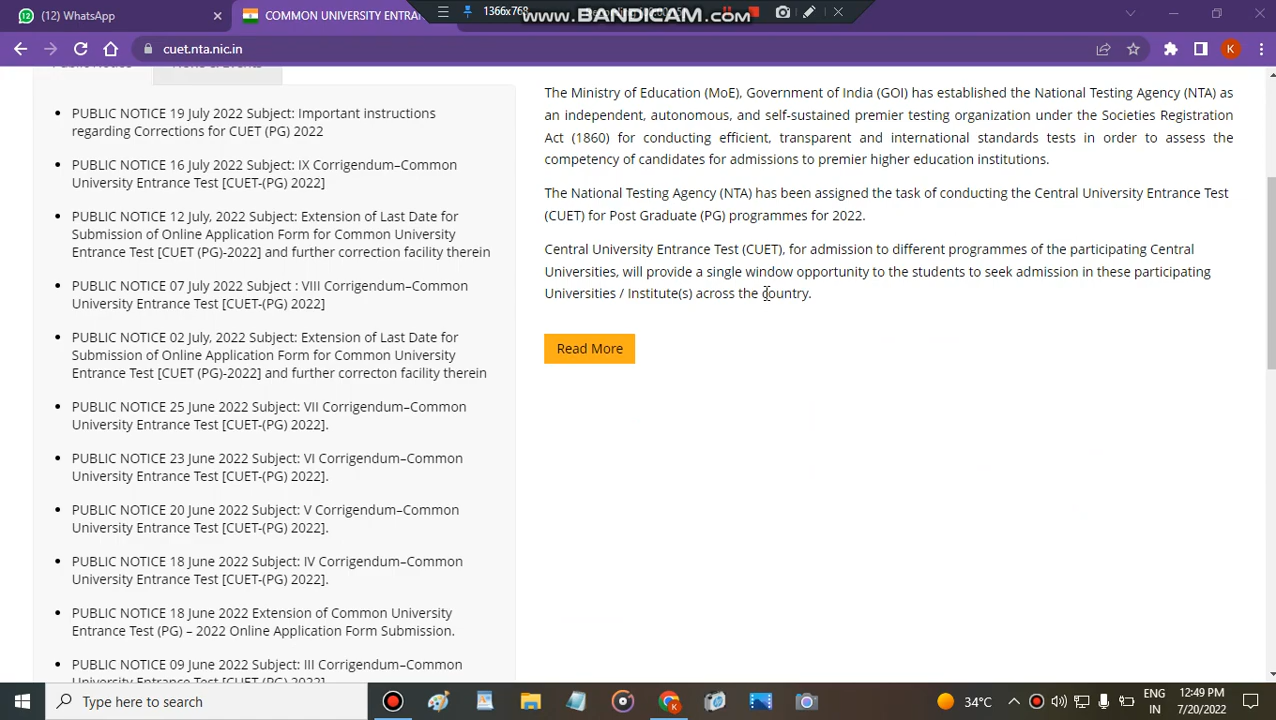 (12) WhatsApp
COMMON UNIVERSITY ENTRAN
1366x768
www.BANDICAM.com
cuet.nta.nic.in
PUBLIC NOTICE 19 July 2022 Subject: Important instructions
regarding Corrections for CUET (PG) 2022
PUBLIC NOTICE 16 July 2022 Subject: IX Corrigendum–Common
University Entrance Test [CUET-(PG) 2022]
PUBLIC NOTICE 12 July, 2022 Subject: Extension of Last Date for
Submission of Online Application Form for Common University
Entrance Test [CUET (PG)-2022] and further correction facility therein
PUBLIC NOTICE 07 July 2022 Subject : VIII Corrigendum–Common
University Entrance Test [CUET-(PG) 2022]
PUBLIC NOTICE 02 July, 2022 Subject: Extension of Last Date for
Submission of Online Application Form for Common University
Entrance Test [CUET (PG)-2022] and further correcton facility therein
PUBLIC NOTICE 25 June 2022 Subject: VII Corrigendum–Common
University Entrance Test [CUET-(PG) 2022].
PUBLIC NOTICE 23 June 2022 Subject: VI Corrigendum–Common
University Entrance Test [CUET-(PG) 2022].
PUBLIC NOTICE 20 June 2022 Subject: V Corrigendum–Common
University Entrance Test [CUET-(PG) 2022].
PUBLIC NOTICE 18 June 2022 Subject: IV Corrigendum–Common
University Entrance Test [CUET-(PG) 2022].
PUBLIC NOTICE 18 June 2022 Extension of Common University
Entrance Test (PG) – 2022 Online Application Form Submission.
PUBLIC NOTICE 09 June 2022 Subject: III Corrigendum–Common
University Entrance Test [CUET-(PG) 2022]
The Ministry of Education (MoE), Government of India (GOI) has established the National Testing Agency (NTA) as
an independent, autonomous, and self-sustained premier testing organization under the Societies Registration
Act (1860) for conducting efficient, transparent and international standards tests in order to assess the
competency of candidates for admissions to premier higher education institutions.
The National Testing Agency (NTA) has been assigned the task of conducting the Central University Entrance Test
(CUET) for Post Graduate (PG) programmes for 2022.
Central University Entrance Test (CUET), for admission to different programmes of the participating Central
Universities, will provide a single window opportunity to the students to seek admission in these participating
Universities / Institute(s) across the country.
Read More
K
Type here to search
34°C
ENG
IN
12:49 PM
7/20/2022